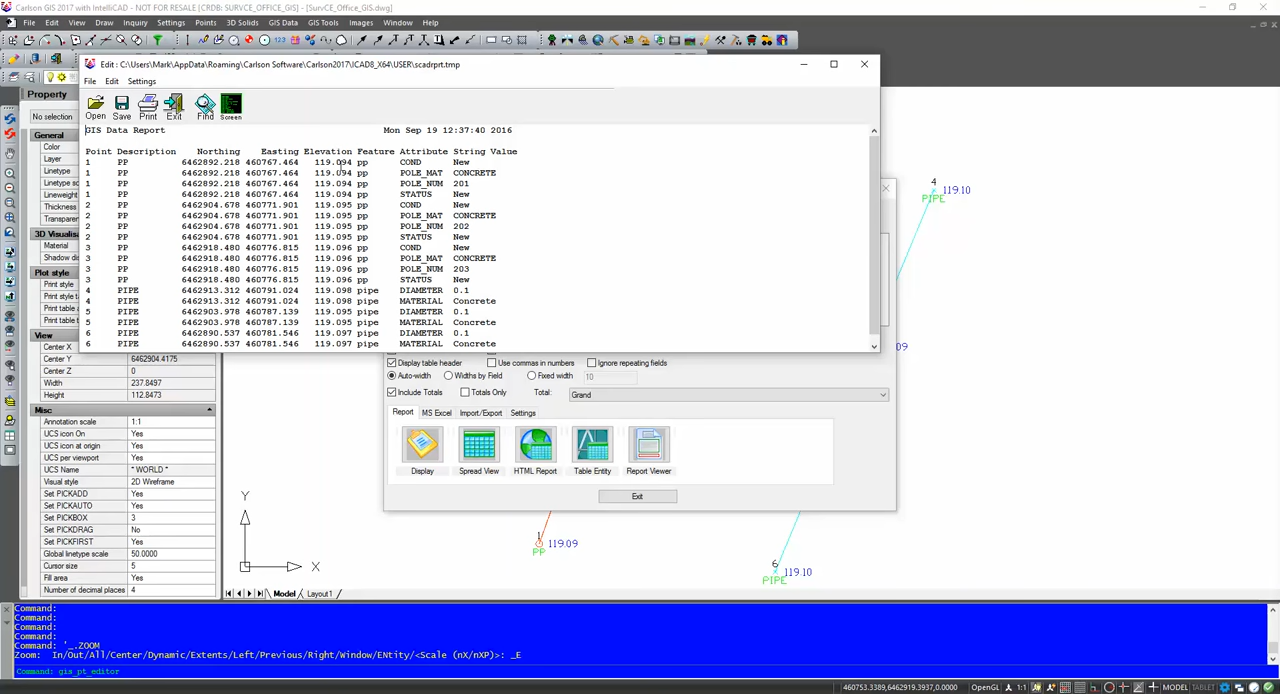 Carlson GIS 2017 with IntelliCAD - NOT FOR RESALE [CRDB: SURVCE_OFFICE_GIS] - [SurvCE_Office_GIS.dwg]
File Edit View Draw Inquiry Settings Points 3D Solids GIS Data GIS Tools Images Window Help
Edit : C:\Users\Mark\AppData\Roaming\Carlson Software\Carlson2017\ICAD8_X64\USER\scadrprt.tmp
File Edit Settings
Open Save Print Exit Find Screen
GIS Data Report Mon Sep 19 12:37:40 2016
Point Description Northing Easting Elevation Feature Attribute String Value
1 PP 6462892.218 460767.464 119.094 pp COND New
1 PP 6462892.218 460767.464 119.094 pp POLE_MAT CONCRETE
1 PP 6462892.218 460767.464 119.094 pp POLE_NUM 201
1 PP 6462892.218 460767.464 119.094 pp STATUS New
2 PP 6462904.678 460771.901 119.095 pp COND New
2 PP 6462904.678 460771.901 119.095 pp POLE_MAT CONCRETE
2 PP 6462904.678 460771.901 119.095 pp POLE_NUM 202
2 PP 6462904.678 460771.901 119.095 pp STATUS New
3 PP 6462918.480 460776.815 119.096 pp COND New
3 PP 6462918.480 460776.815 119.096 pp POLE_MAT CONCRETE
3 PP 6462918.480 460776.815 119.096 pp POLE_NUM 203
3 PP 6462918.480 460776.815 119.096 pp STATUS New
4 PIPE 6462913.312 460791.024 119.098 pipe DIAMETER 0.1
4 PIPE 6462913.312 460791.024 119.098 pipe MATERIAL Concrete
5 PIPE 6462903.978 460787.139 119.095 pipe DIAMETER 0.1
5 PIPE 6462903.978 460787.139 119.095 pipe MATERIAL Concrete
6 PIPE 6462890.537 460781.546 119.097 pipe DIAMETER 0.1
6 PIPE 6462890.537 460781.546 119.097 pipe MATERIAL Concrete
Property
No selection
General
Color
Layer
Linetype
Linetype sc
Lineweight
Thickness
Transparen
3D Visualisa
Material
Shadow dis
Plot style
Print style
Print style ta
Print table a
Print table t
View
Center X
Center Y 6462904.4175
Center Z 0
Width 237.8497
Height 112.8473
Misc
Annotation scale 1:1
UCS icon On Yes
UCS icon at origin Yes
UCS per viewport Yes
UCS Name * WORLD *
Visual style 2D Wireframe
Set PICKADD Yes
Set PICKAUTO Yes
Set PICKBOX 3
Set PICKDRAG No
Set PICKFIRST Yes
Global linetype scale 50.0000
Cursor size 5
Fill area Yes
Number of decimal places 4
Display table header Use commas in numbers Ignore repeating fields
Auto-width Widths by Field Fixed width 10
Include Totals Totals Only Total: Grand
Report MS Excel Import/Export Settings
Display Spread View HTML Report Table Entity Report Viewer
Exit
4
119.10
PIPE
09
1
119.09
PP
6
119.10
PIPE
Y
X
Model Layout1
Command:
Command:
Command:
Command: '_.ZOOM
Zoom: In/Out/All/Center/Dynamic/Extents/Left/Previous/Right/Window/ENtity/<Scale (nX/nXP)>: _E
Command: gis_pt_editor
460753.3389,6462919.3937,0.0000 OpenGL 1:1 MODEL TABLET